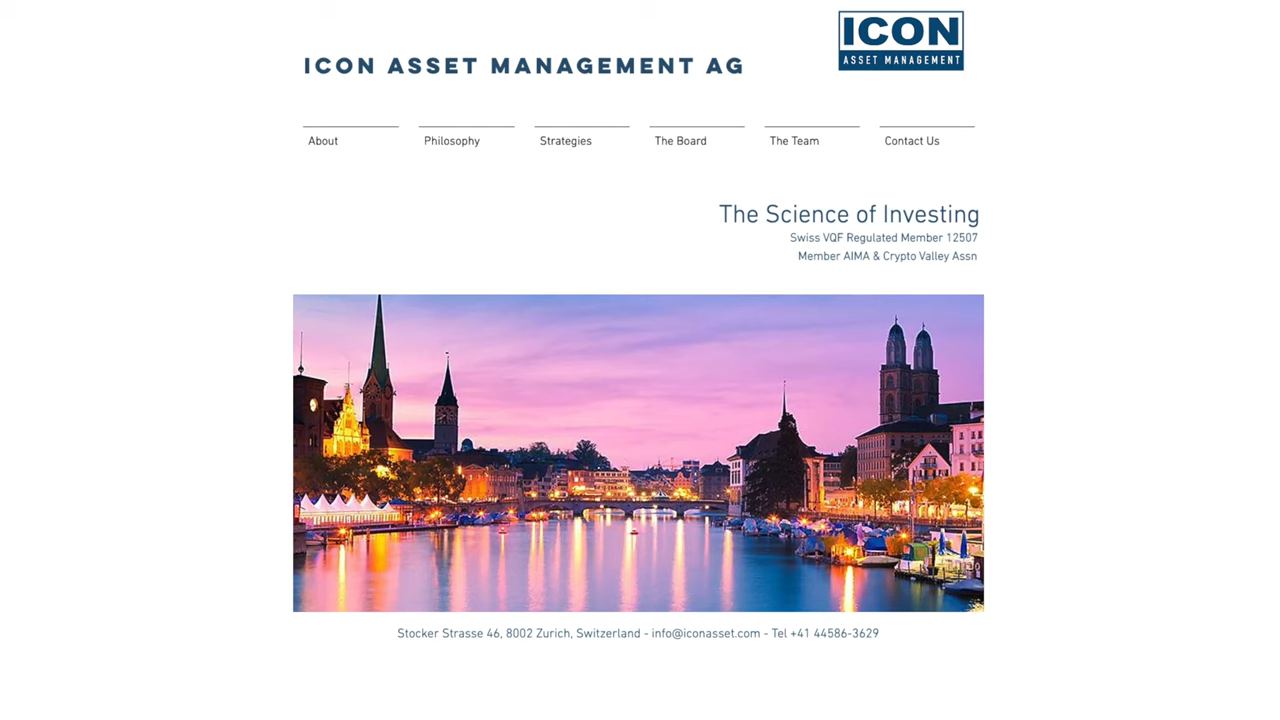 ICON ASSET MANAGEMENT AG
ICON
ASSET MANAGEMENT
About
Philosophy
Strategies
The Board
The Team
Contact Us
The Science of Investing
Swiss VQF Regulated Member 12507
Member AIMA & Crypto Valley Assn
Stocker Strasse 46, 8002 Zurich, Switzerland - info@iconasset.com - Tel +41 44586-3629